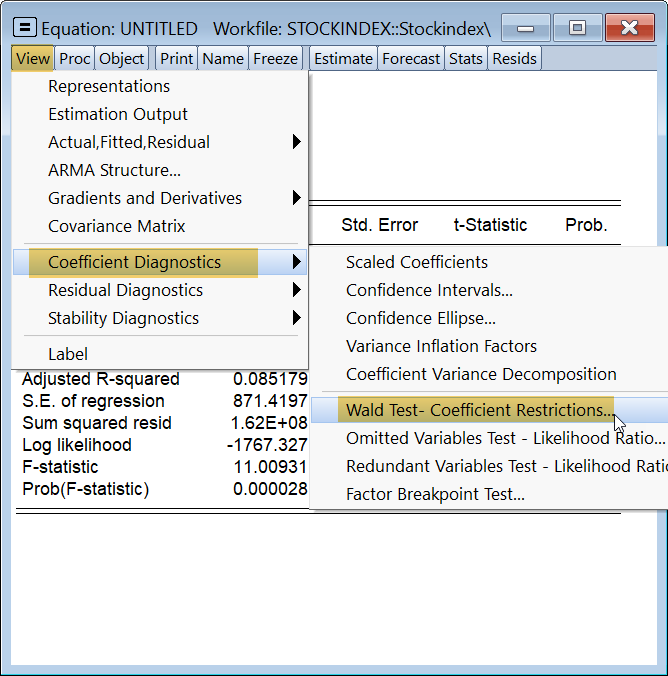 Equation: UNTITLED Workfile: STOCKINDEX::Stockindex\
View Proc Object Print Name Freeze Estimate Forecast Stats Resids
Representations
Estimation Output
Actual,Fitted,Residual
ARMA Structure...
Gradients and Derivatives
Covariance Matrix
Coefficient Diagnostics
Residual Diagnostics
Stability Diagnostics
Label
Std. Error t-Statistic Prob.
Scaled Coefficients
Confidence Intervals...
Confidence Ellipse...
Variance Inflation Factors
Coefficient Variance Decomposition
Wald Test- Coefficient Restrictions...
Omitted Variables Test - Likelihood Ratio...
Redundant Variables Test - Likelihood Ratio
Factor Breakpoint Test...
Adjusted R-squared 0.085179
S.E. of regression 871.4197
Sum squared resid 1.62E+08
Log likelihood -1767.327
F-statistic 11.00931
Prob(F-statistic) 0.000028